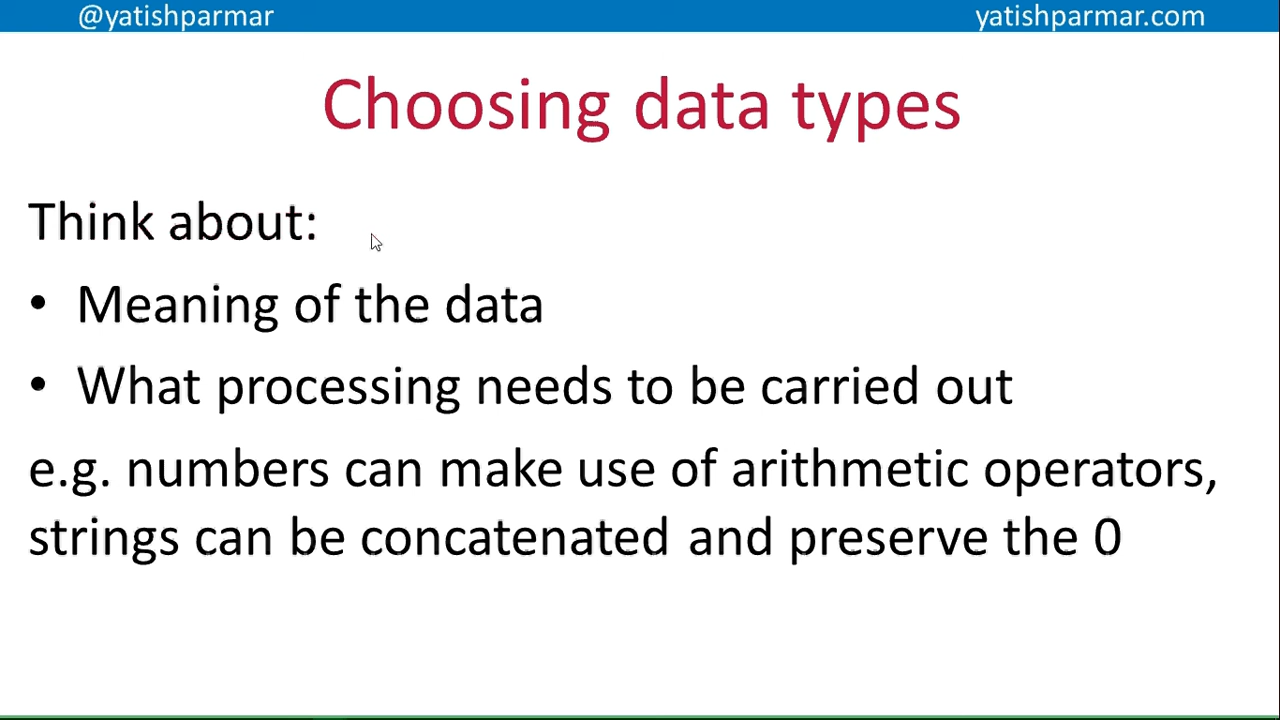 @yatishparmar yatishparmar.com
Choosing data types
Think about:
• Meaning of the data
• What processing needs to be carried out
e.g. numbers can make use of arithmetic operators,
strings can be concatenated and preserve the 0